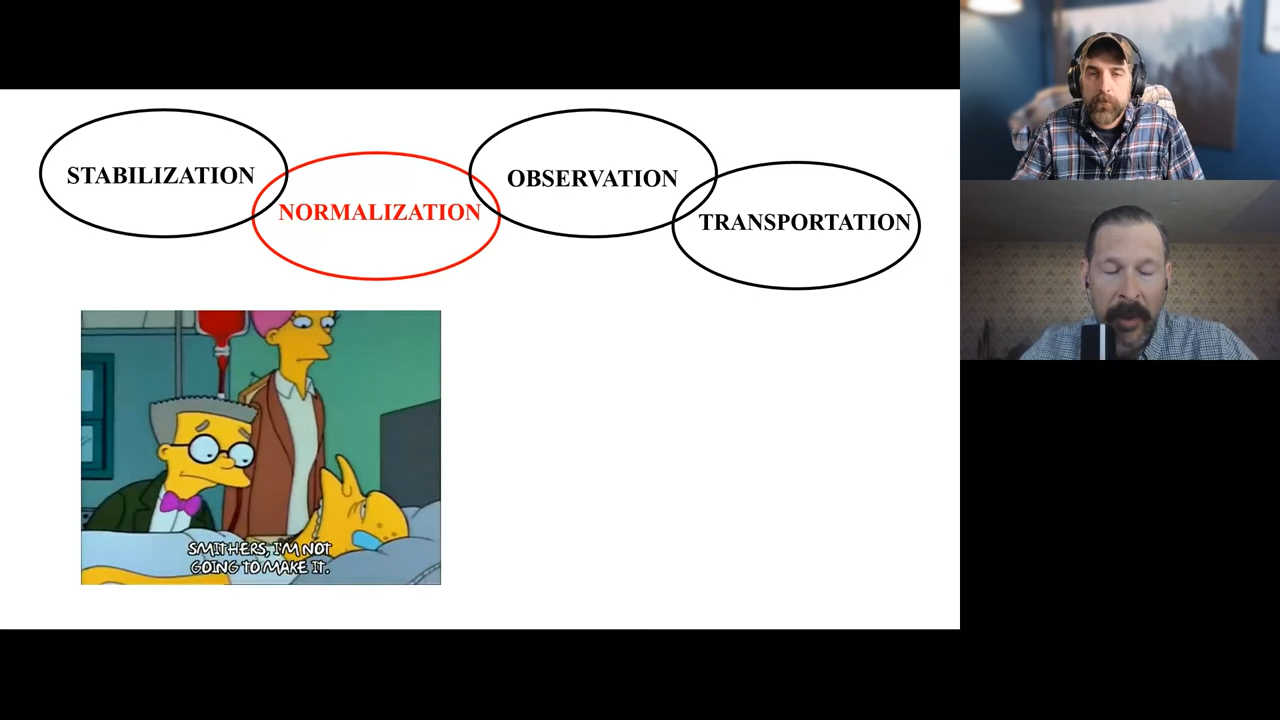 STABILIZATION
NORMALIZATION
OBSERVATION
TRANSPORTATION
SMITHERS, I'M NOT
GOING TO MAKE IT.